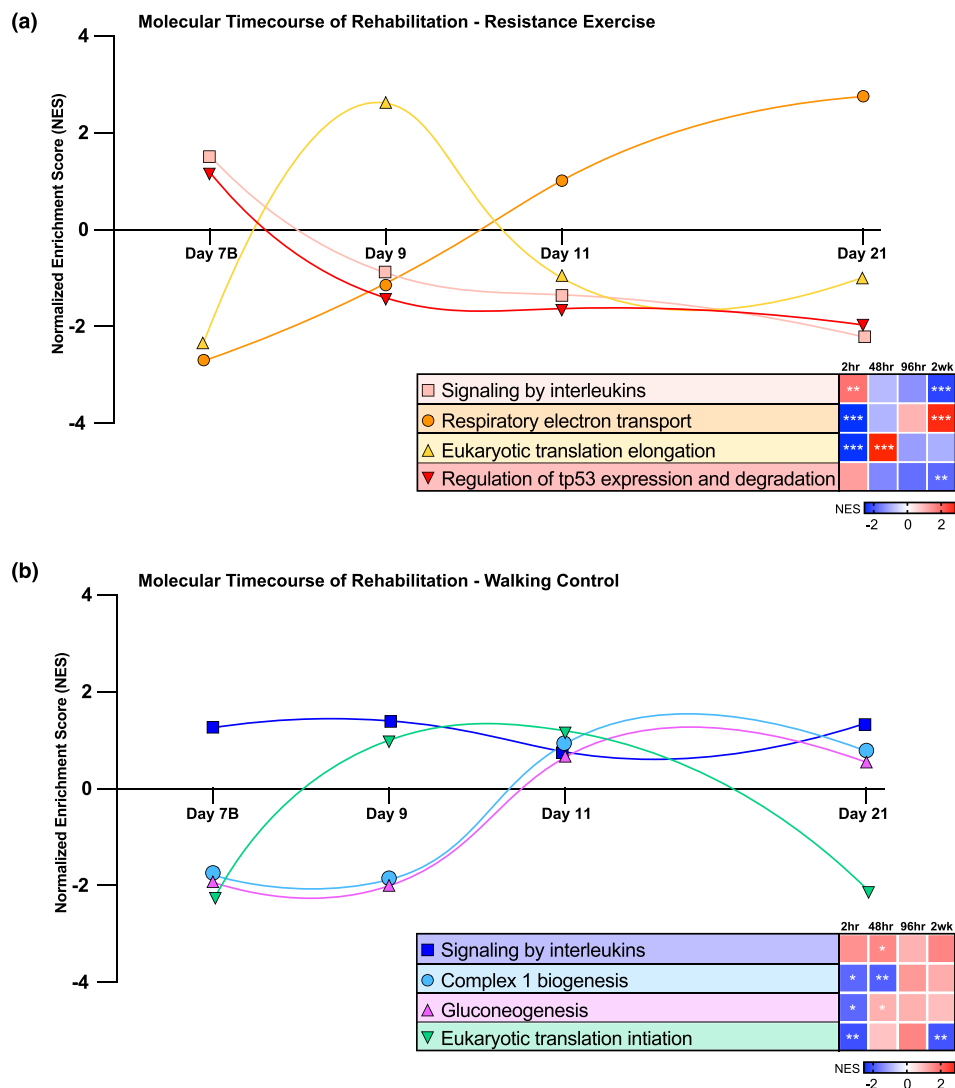 (a)
Molecular Timecourse of Rehabilitation - Resistance Exercise
Normalized Enrichment Score (NES)
4
2
0
-2
-4
Day 7B Day 9 Day 11 Day 21
2hr 48hr 96hr 2wk
Signaling by interleukins ** ***
Respiratory electron transport *** ***
Eukaryotic translation elongation *** ***
Regulation of tp53 expression and degradation **
NES -2 0 2
(b)
Molecular Timecourse of Rehabilitation - Walking Control
Normalized Enrichment Score (NES)
4
2
0
-2
-4
Day 7B Day 9 Day 11 Day 21
2hr 48hr 96hr 2wk
Signaling by interleukins *
Complex 1 biogenesis * **
Gluconeogenesis * *
Eukaryotic translation intiation ** **
NES -2 0 2